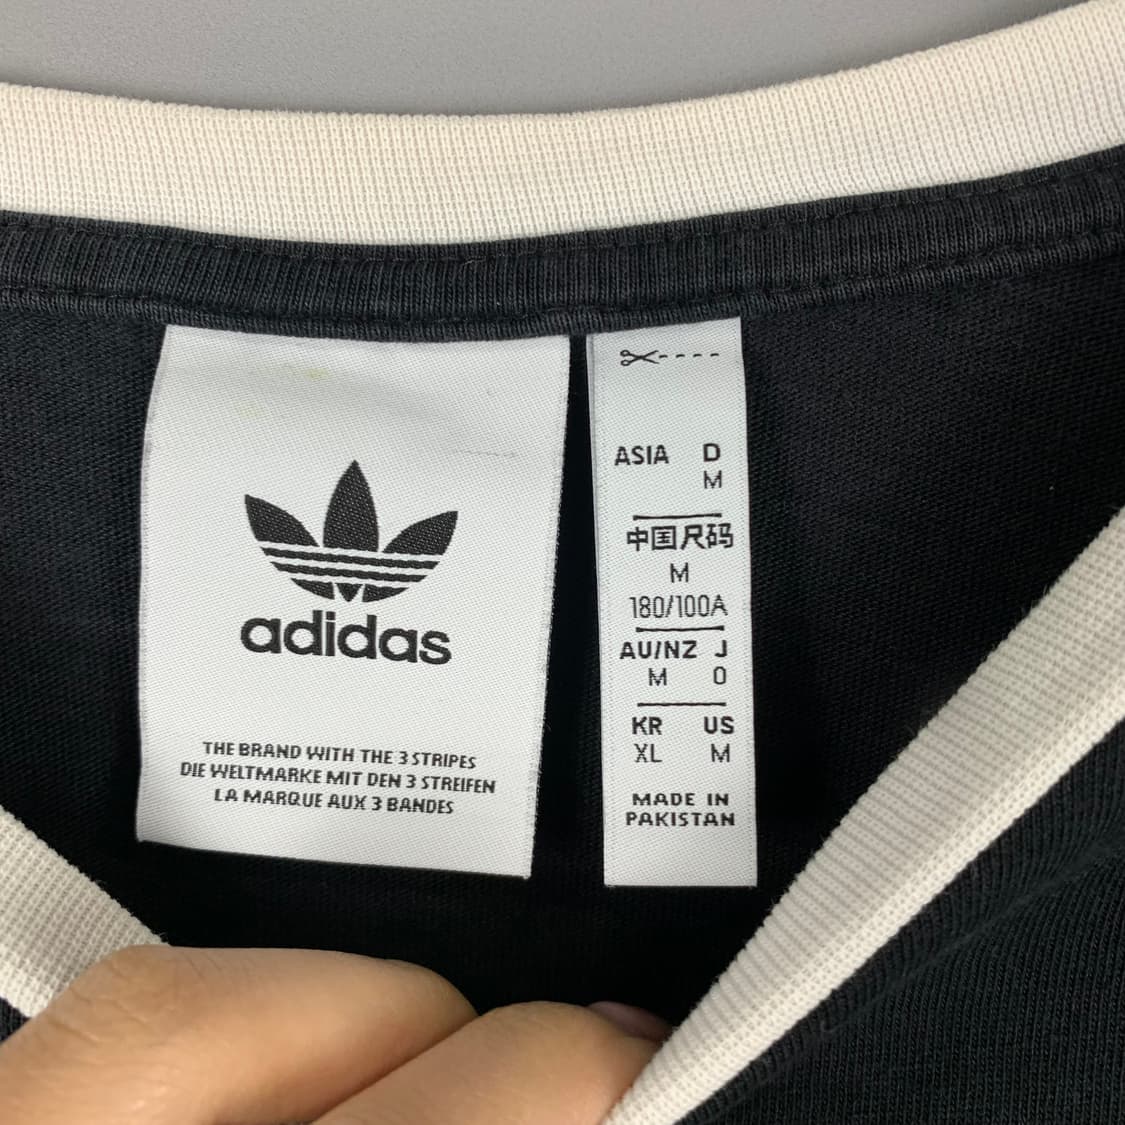 adidas
THE BRAND WITH THE 3 STRIPES
DIE WELTMARKE MIT DEN 3 STREIFEN
LA MARQUE AUX 3 BANDES
ASIA D
M
中国尺码
M
180/100A
AU/NZ J
M O
KR US
XL M
MADE IN
PAKISTAN